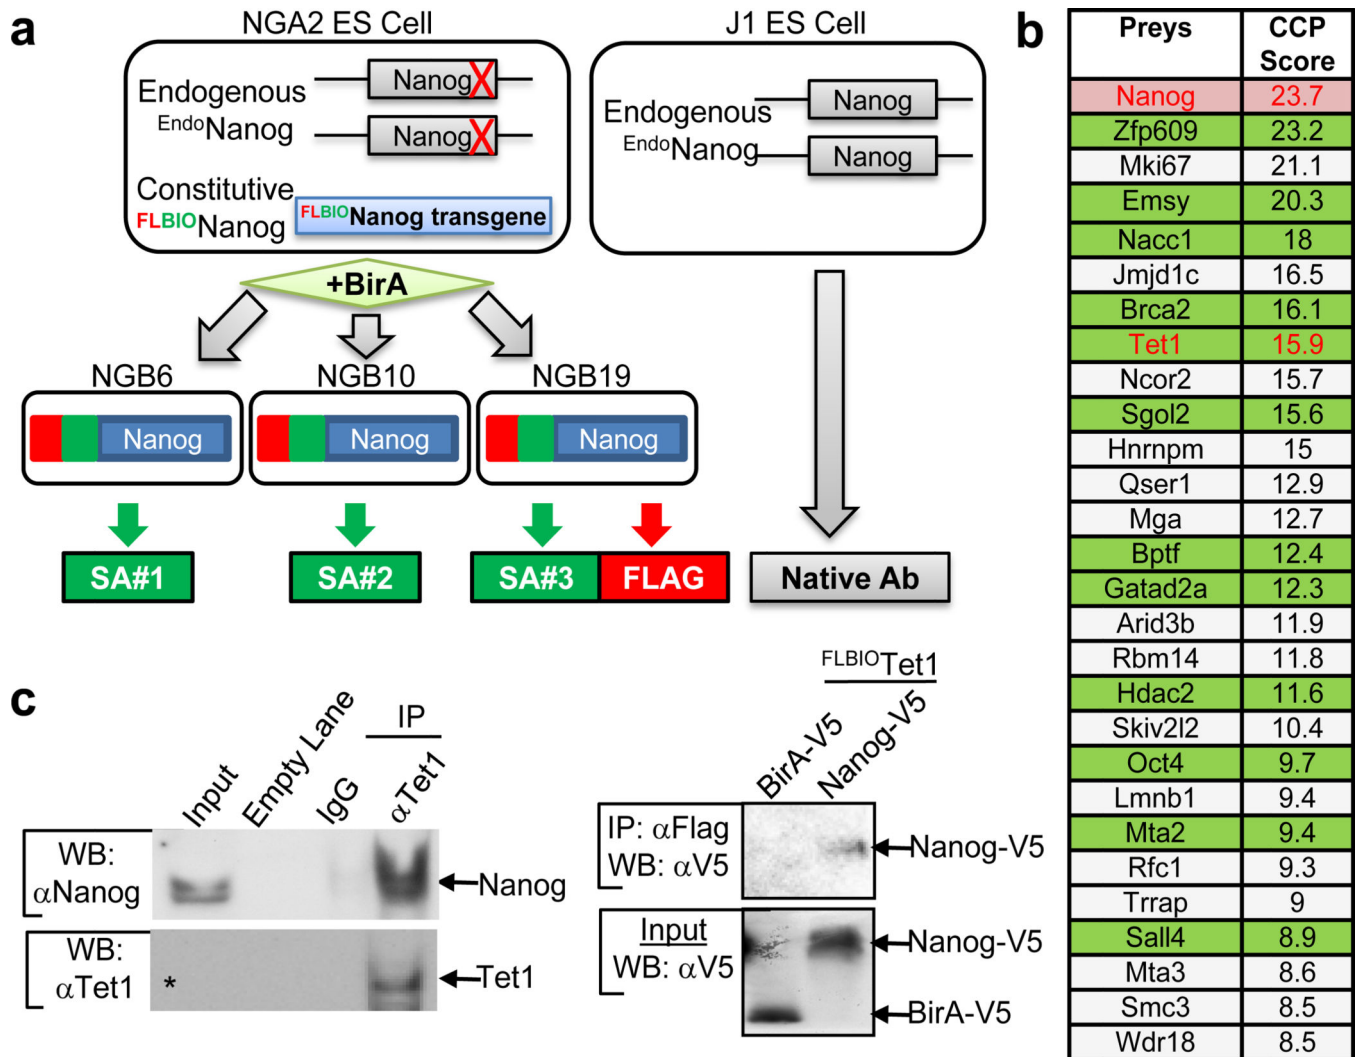 a
NGA2 ES Cell
J1 ES Cell
Endogenous
EndoNanog
Nanog X
Nanog X
Constitutive
FLBIONanog
FLBIONanog transgene
Endogenous
EndoNanog
Nanog
Nanog
+BirA
NGB6
NGB10
NGB19
Nanog
Nanog
Nanog
SA#1
SA#2
SA#3
FLAG
Native Ab
b
Preys CCP Score
Nanog 23.7
Zfp609 23.2
Mki67 21.1
Emsy 20.3
Nacc1 18
Jmjd1c 16.5
Brca2 16.1
Tet1 15.9
Ncor2 15.7
Sgol2 15.6
Hnrnpm 15
Qser1 12.9
Mga 12.7
Bptf 12.4
Gatad2a 12.3
Arid3b 11.9
Rbm14 11.8
Hdac2 11.6
Skiv2l2 10.4
Oct4 9.7
Lmnb1 9.4
Mta2 9.4
Rfc1 9.3
Trrap 9
Sall4 8.9
Mta3 8.6
Smc3 8.5
Wdr18 8.5
c
Input
Empty Lane
IgG
IP
αTet1
WB:
αNanog
Nanog
WB:
αTet1
*
Tet1
FLBIOTet1
BirA-V5
Nanog-V5
IP: αFlag
WB: αV5
Nanog-V5
Input
WB: αV5
Nanog-V5
BirA-V5